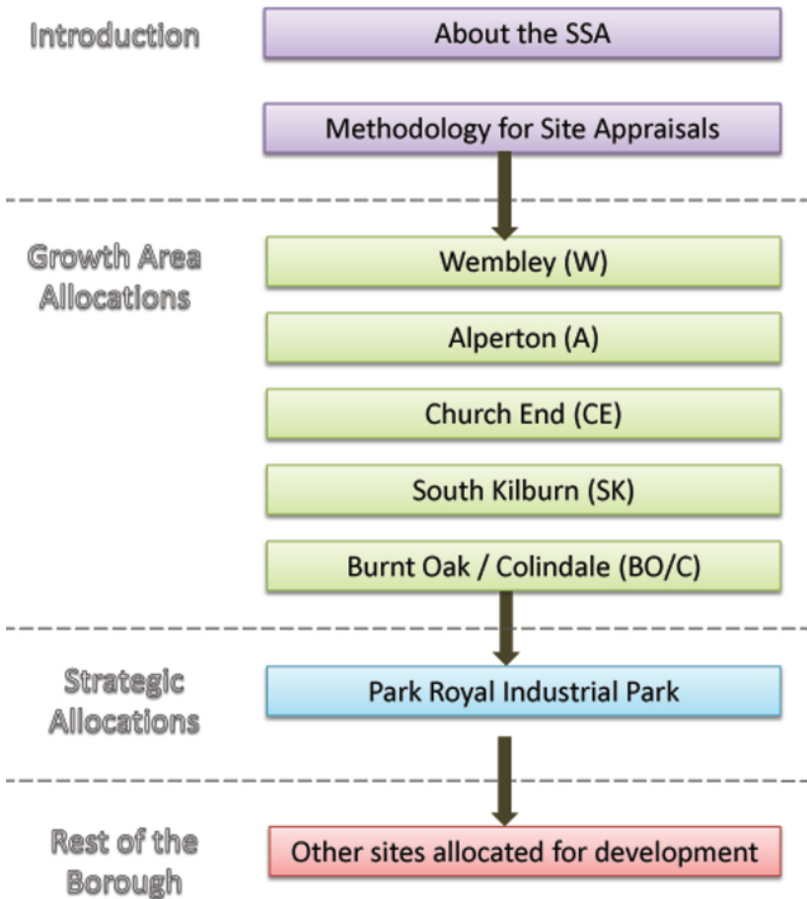 Introduction
About the SSA
Methodology for Site Appraisals
Growth Area
Allocations
Wembley (W)
Alperton (A)
Church End (CE)
South Kilburn (SK)
Burnt Oak / Colindale (BO/C)
Strategic
Allocations
Park Royal Industrial Park
Rest of the
Borough
Other sites allocated for development